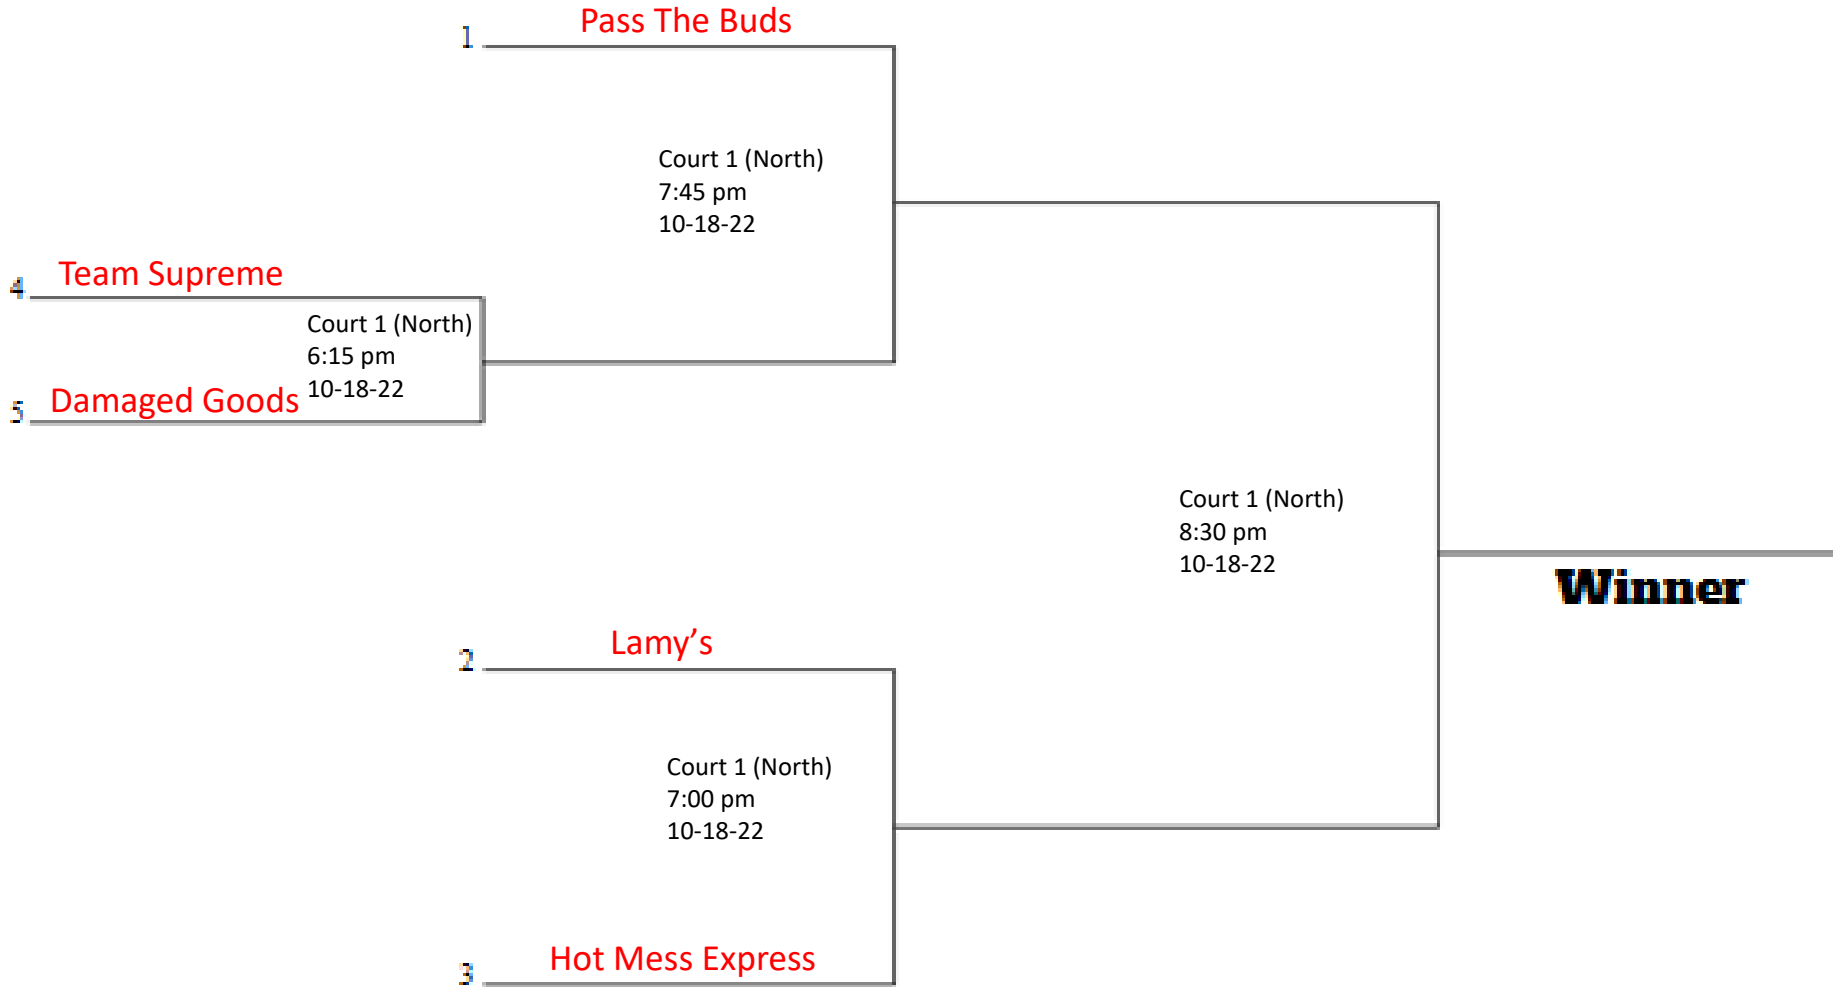 1 Pass The Buds
Court 1 (North)
7:45 pm
10-18-22
4 Team Supreme
Court 1 (North)
6:15 pm
10-18-22
5 Damaged Goods
Court 1 (North)
8:30 pm
10-18-22
Winner
2 Lamy’s
Court 1 (North)
7:00 pm
10-18-22
3 Hot Mess Express